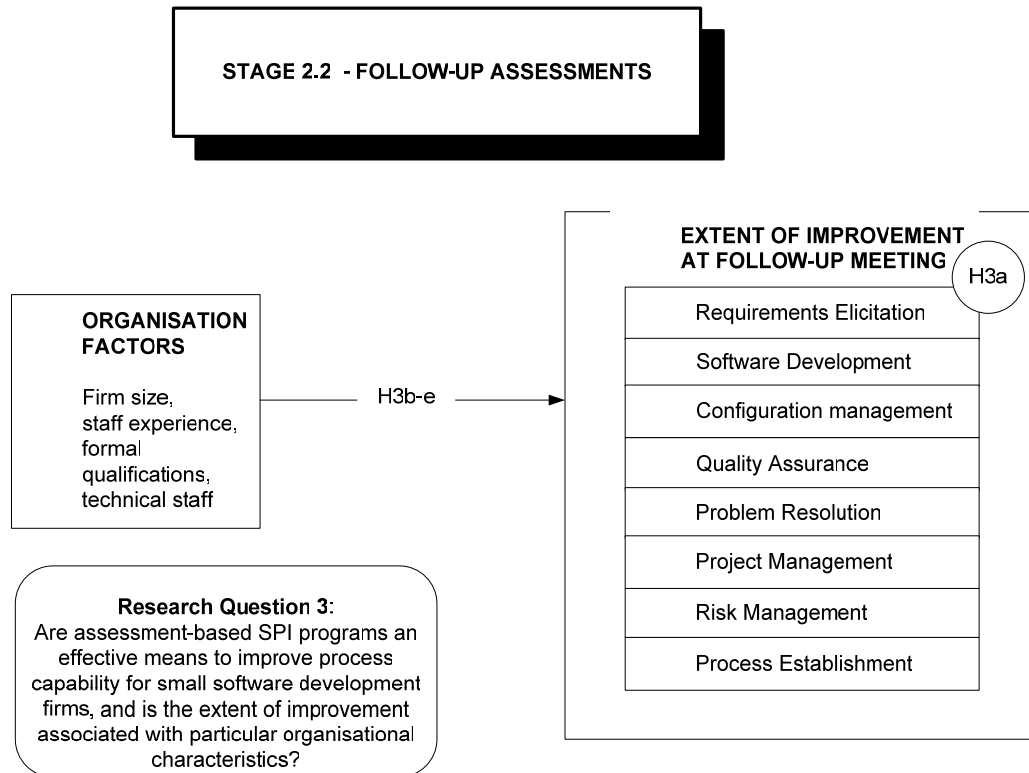 STAGE 2.2 - FOLLOW-UP ASSESSMENTS
EXTENT OF IMPROVEMENT
AT FOLLOW-UP MEETING
H3a
ORGANISATION
FACTORS
Firm size,
staff experience,
formal
qualifications,
technical staff
H3b-e
Requirements Elicitation
Software Development
Configuration management
Quality Assurance
Problem Resolution
Project Management
Risk Management
Process Establishment
Research Question 3:
Are assessment-based SPI programs an
effective means to improve process
capability for small software development
firms, and is the extent of improvement
associated with particular organisational
characteristics?